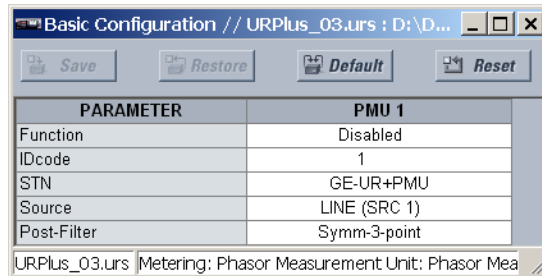 Basic Configuration // URPlus_03.urs : D:\D...
Save Restore Default Reset
PARAMETER PMU 1
Function Disabled
IDcode 1
STN GE-UR+PMU
Source LINE (SRC 1)
Post-Filter Symm-3-point
URPlus_03.urs Metering: Phasor Measurement Unit: Phasor Mea